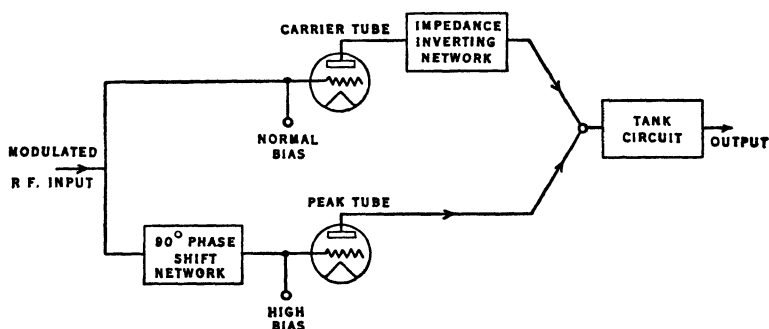 CARRIER TUBE
IMPEDANCE
INVERTING
NETWORK
NORMAL
BIAS
MODULATED
R F. INPUT
TANK
CIRCUIT
OUTPUT
PEAK TUBE
90° PHASE
SHIFT
NETWORK
HIGH
BIAS